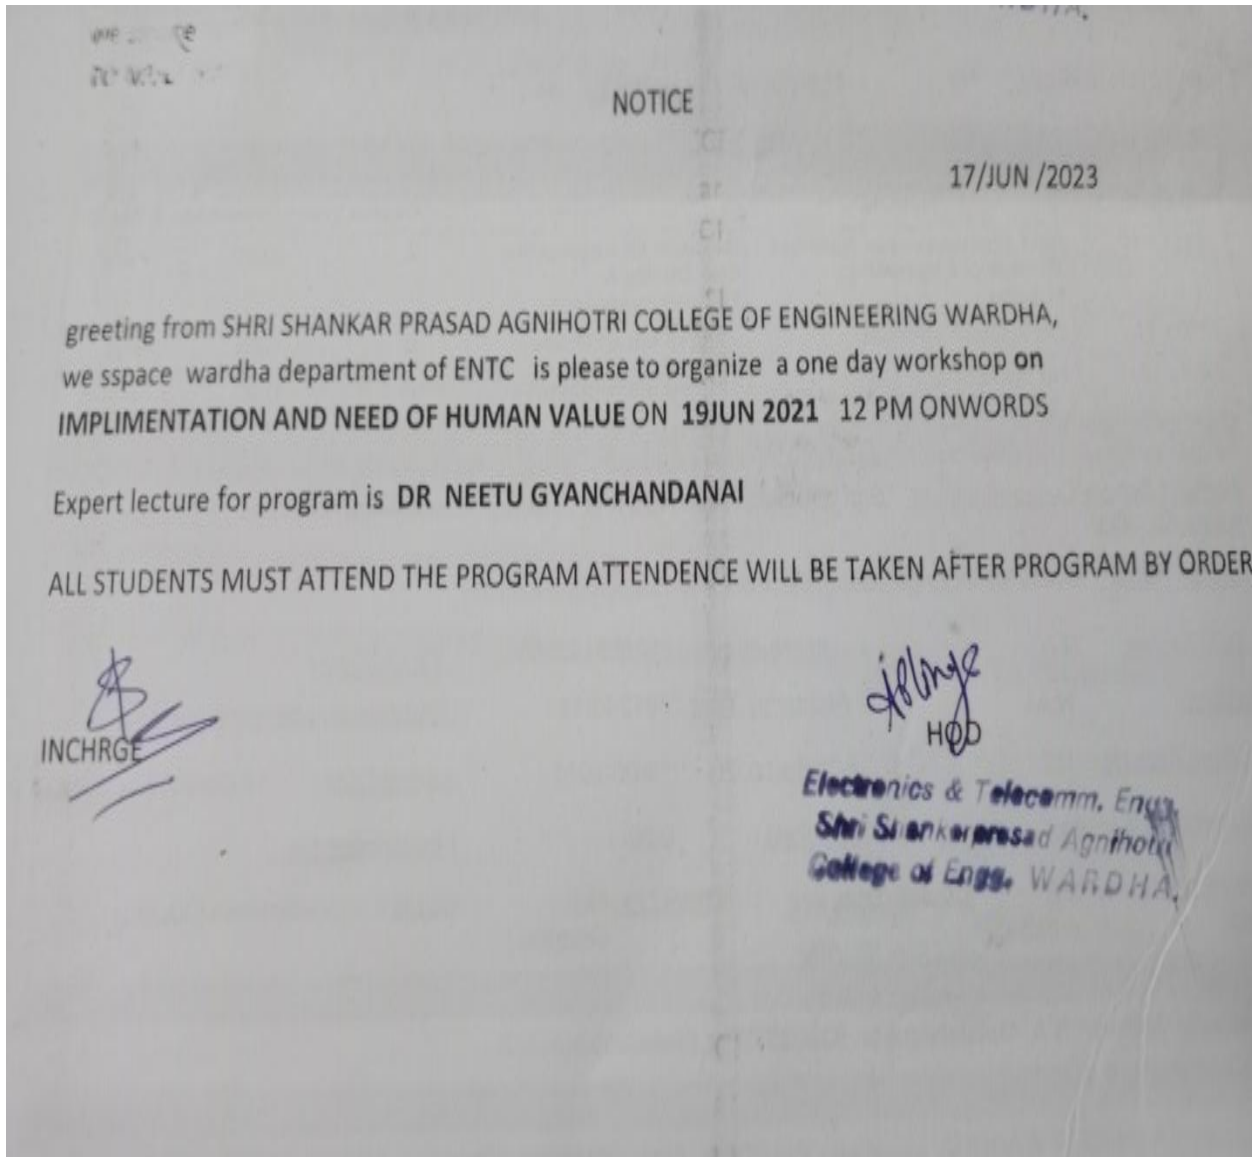 NOTICE
17/JUN /2023
greeting from SHRI SHANKAR PRASAD AGNIHOTRI COLLEGE OF ENGINEERING WARDHA,
we sspace wardha department of ENTC is please to organize a one day workshop on
IMPLIMENTATION AND NEED OF HUMAN VALUE ON 19JUN 2021 12 PM ONWORDS
Expert lecture for program is DR NEETU GYANCHANDANAI
ALL STUDENTS MUST ATTEND THE PROGRAM ATTENDENCE WILL BE TAKEN AFTER PROGRAM BY ORDER
INCHRGE
HOD
Electronics & Telecomm. Engg.
Shri Shankarprasad Agnihotri
College of Engg. WARDHA.